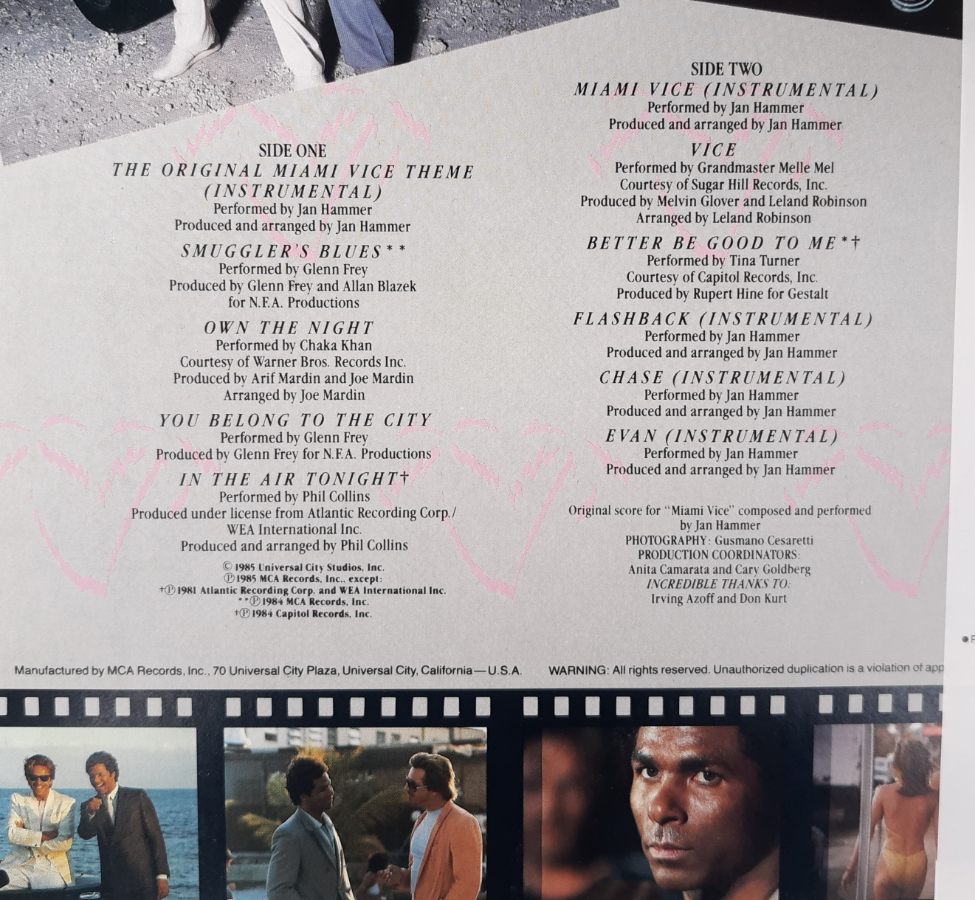 SIDE ONE
THE ORIGINAL MIAMI VICE THEME
(INSTRUMENTAL)
Performed by Jan Hammer
Produced and arranged by Jan Hammer
SMUGGLER'S BLUES**
Performed by Glenn Frey
Produced by Glenn Frey and Allan Blazek
for N.F.A. Productions
OWN THE NIGHT
Performed by Chaka Khan
Courtesy of Warner Bros. Records Inc.
Produced by Arif Mardin and Joe Mardin
Arranged by Joe Mardin
YOU BELONG TO THE CITY
Performed by Glenn Frey
Produced by Glenn Frey for N.F.A. Productions
IN THE AIR TONIGHT†
Performed by Phil Collins
Produced under license from Atlantic Recording Corp./
WEA International Inc.
Produced and arranged by Phil Collins
© 1985 Universal City Studios, Inc.
℗ 1985 MCA Records, Inc., except:
†℗ 1981 Atlantic Recording Corp. and WEA International Inc.
**℗ 1984 MCA Records, Inc.
*℗ 1984 Capitol Records, Inc.
SIDE TWO
MIAMI VICE (INSTRUMENTAL)
Performed by Jan Hammer
Produced and arranged by Jan Hammer
VICE
Performed by Grandmaster Melle Mel
Courtesy of Sugar Hill Records, Inc.
Produced by Melvin Glover and Leland Robinson
Arranged by Leland Robinson
BETTER BE GOOD TO ME*†
Performed by Tina Turner
Courtesy of Capitol Records, Inc.
Produced by Rupert Hine for Gestalt
FLASHBACK (INSTRUMENTAL)
Performed by Jan Hammer
Produced and arranged by Jan Hammer
CHASE (INSTRUMENTAL)
Performed by Jan Hammer
Produced and arranged by Jan Hammer
EVAN (INSTRUMENTAL)
Performed by Jan Hammer
Produced and arranged by Jan Hammer
Original score for "Miami Vice" composed and performed
by Jan Hammer
PHOTOGRAPHY: Gusmano Cesaretti
PRODUCTION COORDINATORS:
Anita Camarata and Cary Goldberg
INCREDIBLE THANKS TO:
Irving Azoff and Don Kurt
Manufactured by MCA Records, Inc., 70 Universal City Plaza, Universal City, California—U.S.A. WARNING: All rights reserved. Unauthorized duplication is a violation of app